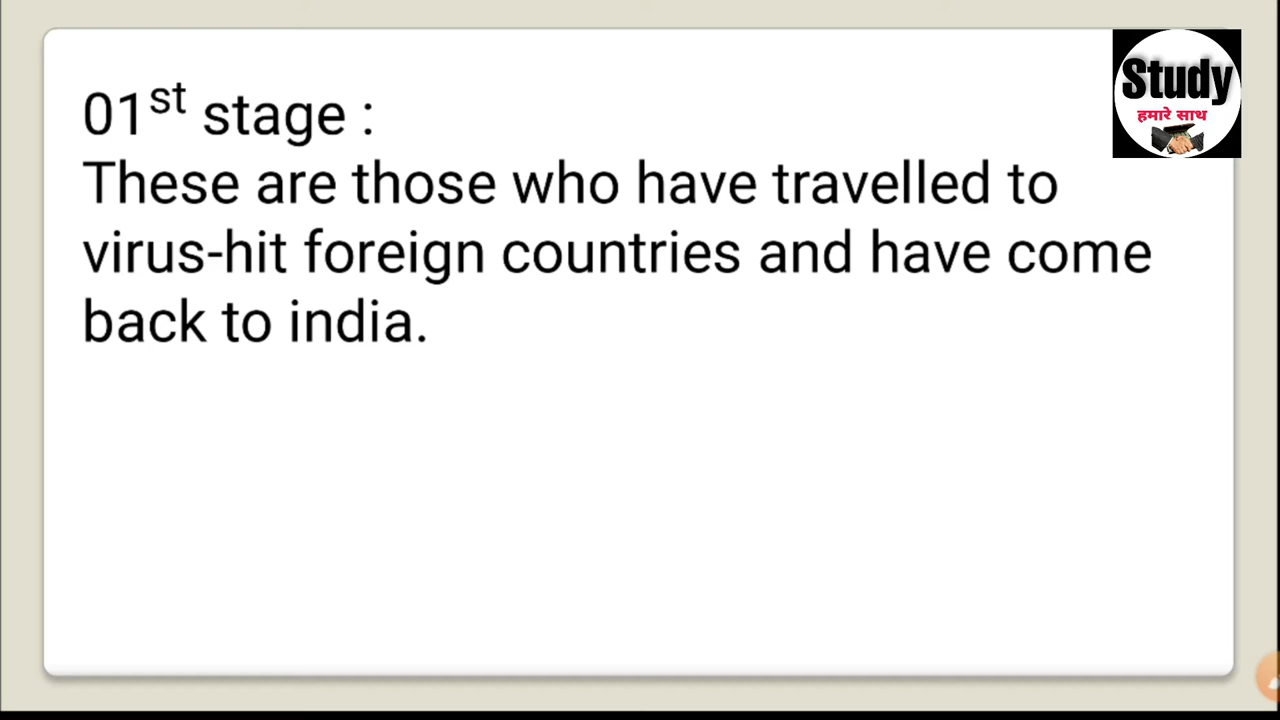 01st stage :
These are those who have travelled to
virus-hit foreign countries and have come
back to india.
Study
हमारे साथ